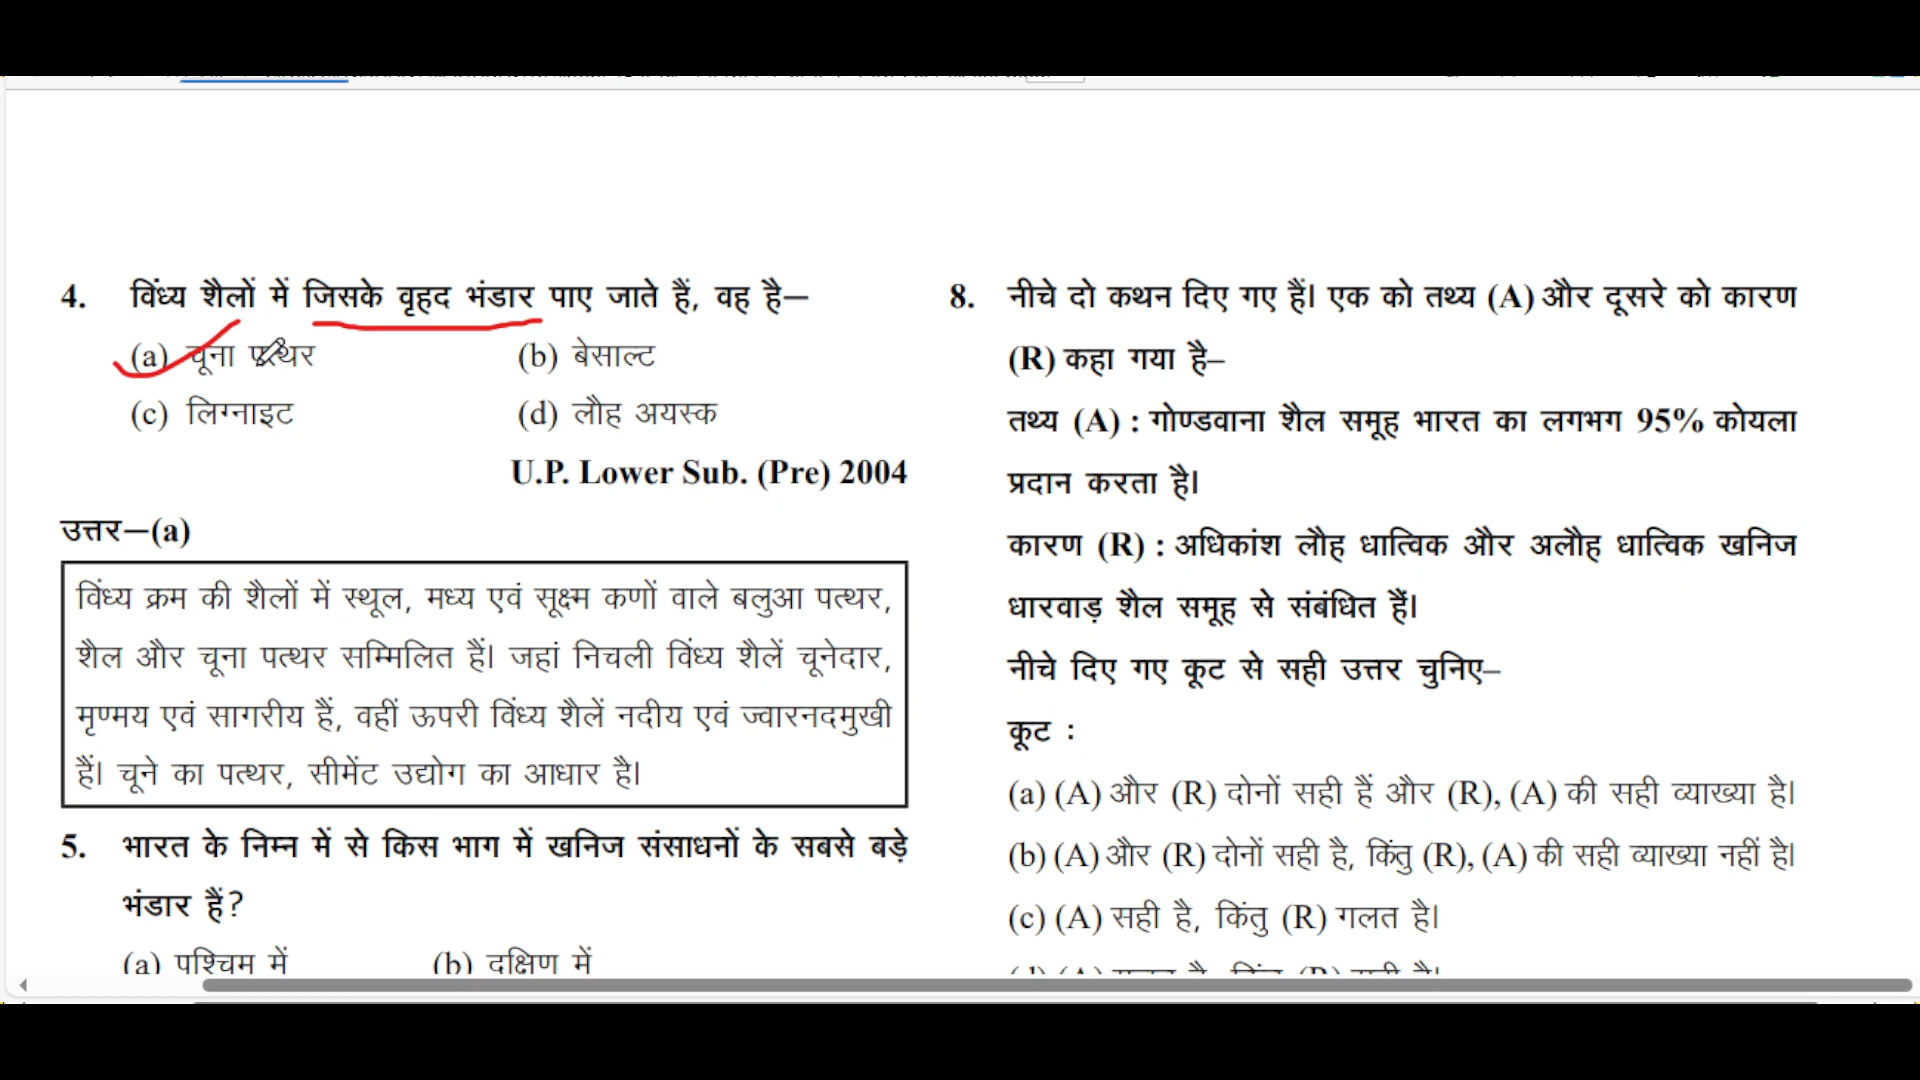 4. विंध्य शैलों में जिसके वृहद भंडार पाए जाते हैं, वह है—
(a) चूना पत्थर (b) बेसाल्ट
(c) लिग्नाइट (d) लौह अयस्क
U.P. Lower Sub. (Pre) 2004
उत्तर—(a)
विंध्य क्रम की शैलों में स्थूल, मध्य एवं सूक्ष्म कणों वाले बलुआ पत्थर,
शैल और चूना पत्थर सम्मिलित हैं। जहां निचली विंध्य शैलें चूनेदार,
मृण्मय एवं सागरीय हैं, वहीं ऊपरी विंध्य शैलें नदीय एवं ज्वारनदमुखी
हैं। चूने का पत्थर, सीमेंट उद्योग का आधार है।
5. भारत के निम्न में से किस भाग में खनिज संसाधनों के सबसे बड़े
भंडार हैं?
(a) पश्चिम में (b) दक्षिण में
8. नीचे दो कथन दिए गए हैं। एक को तथ्य (A) और दूसरे को कारण
(R) कहा गया है–
तथ्य (A) : गोण्डवाना शैल समूह भारत का लगभग 95% कोयला
प्रदान करता है।
कारण (R) : अधिकांश लौह धात्विक और अलौह धात्विक खनिज
धारवाड़ शैल समूह से संबंधित हैं।
नीचे दिए गए कूट से सही उत्तर चुनिए–
कूट :
(a) (A) और (R) दोनों सही हैं और (R), (A) की सही व्याख्या है।
(b) (A) और (R) दोनों सही है, किंतु (R), (A) की सही व्याख्या नहीं है।
(c) (A) सही है, किंतु (R) गलत है।